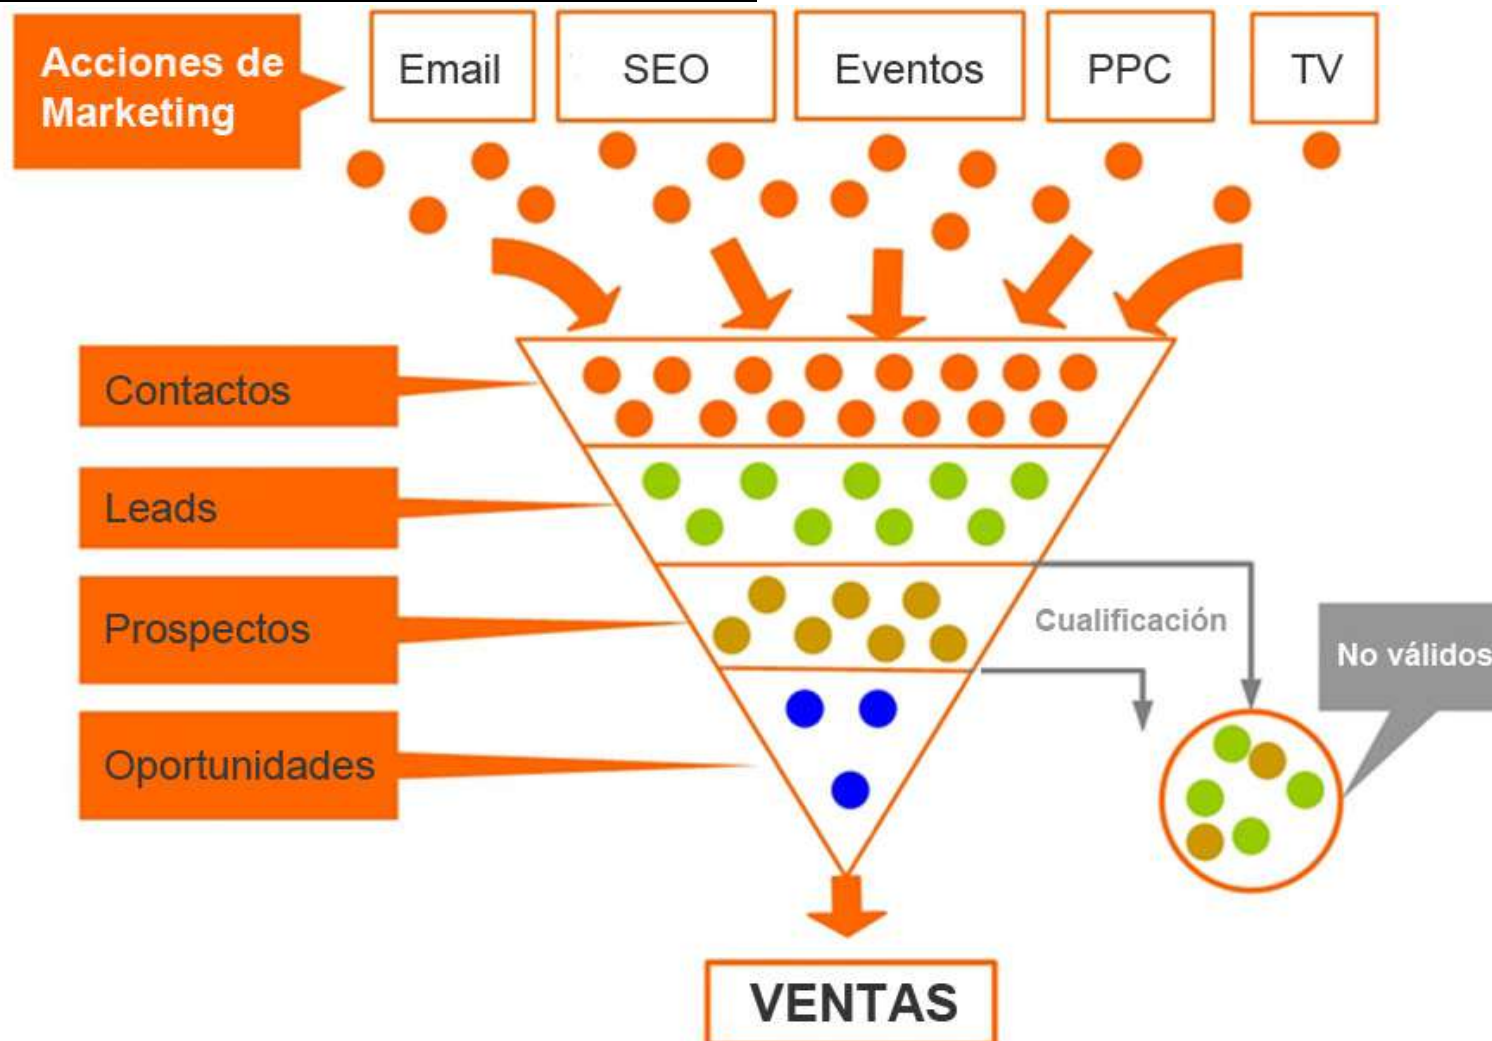 Acciones de
Marketing
Email
SEO
Eventos
PPC
TV
Contactos
Leads
Prospectos
Cualificación
No válidos
Oportunidades
VENTAS